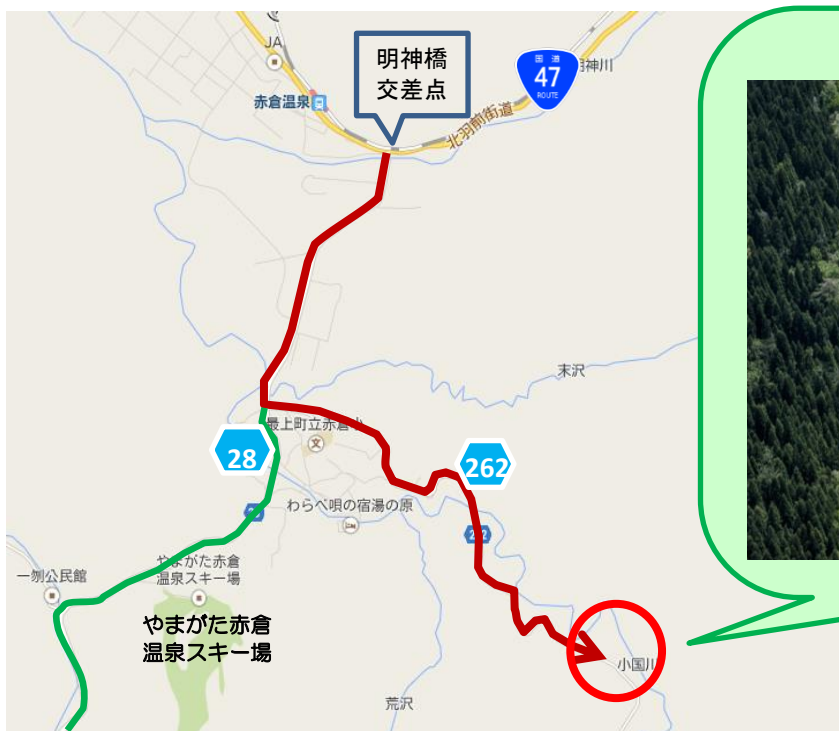 JA
明神橋
交差点
国道
47
ROUTE
明神川
赤倉温泉
北羽前街道
末沢
最上町立赤倉小
文
28
262
わらべ唄の宿湯の原
28
262
一刎公民館
やまがた赤倉
温泉スキー場
やまがた赤倉
温泉スキー場
小国川
荒沢